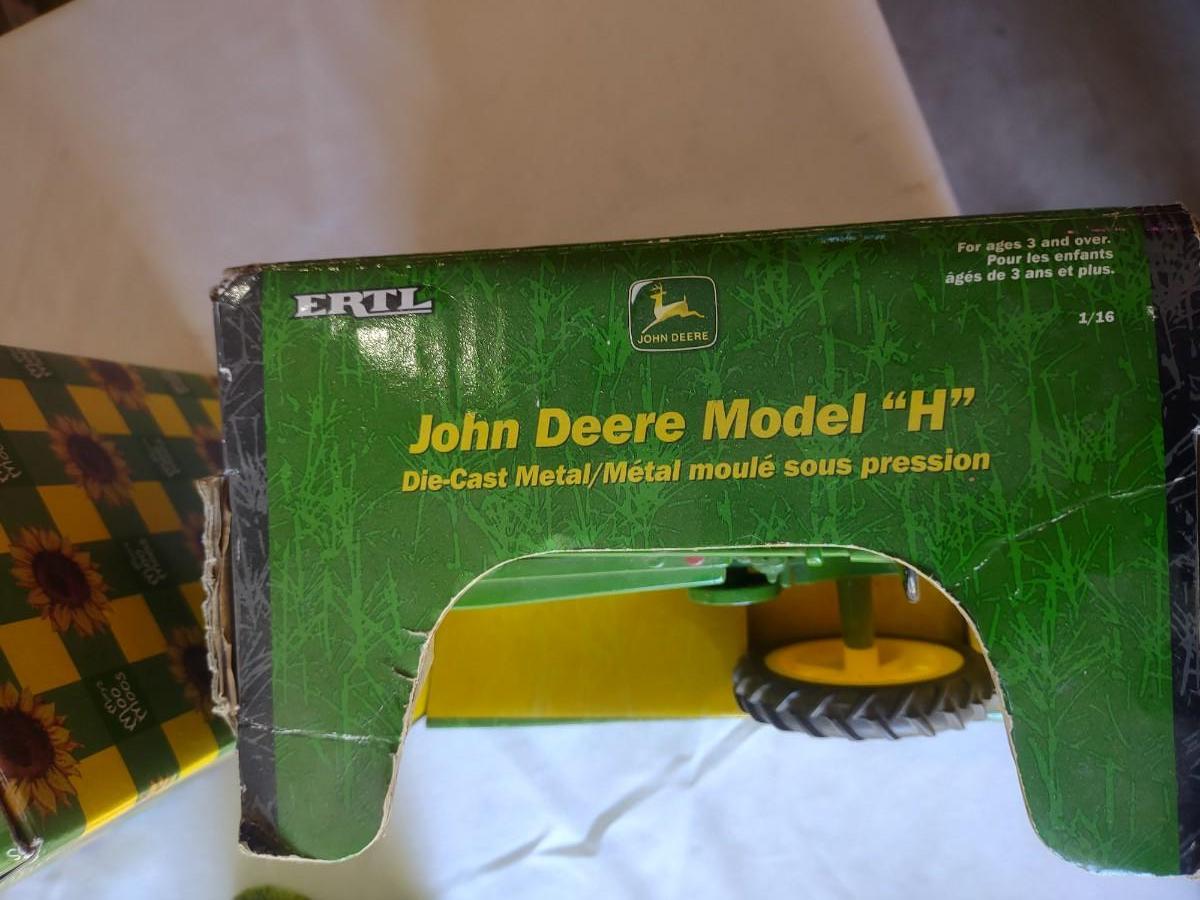 ERTL
JOHN DEERE
For ages 3 and over.
Pour les enfants
âgés de 3 ans et plus.
1/16
John Deere Model “H”
Die-Cast Metal/Métal moulé sous pression